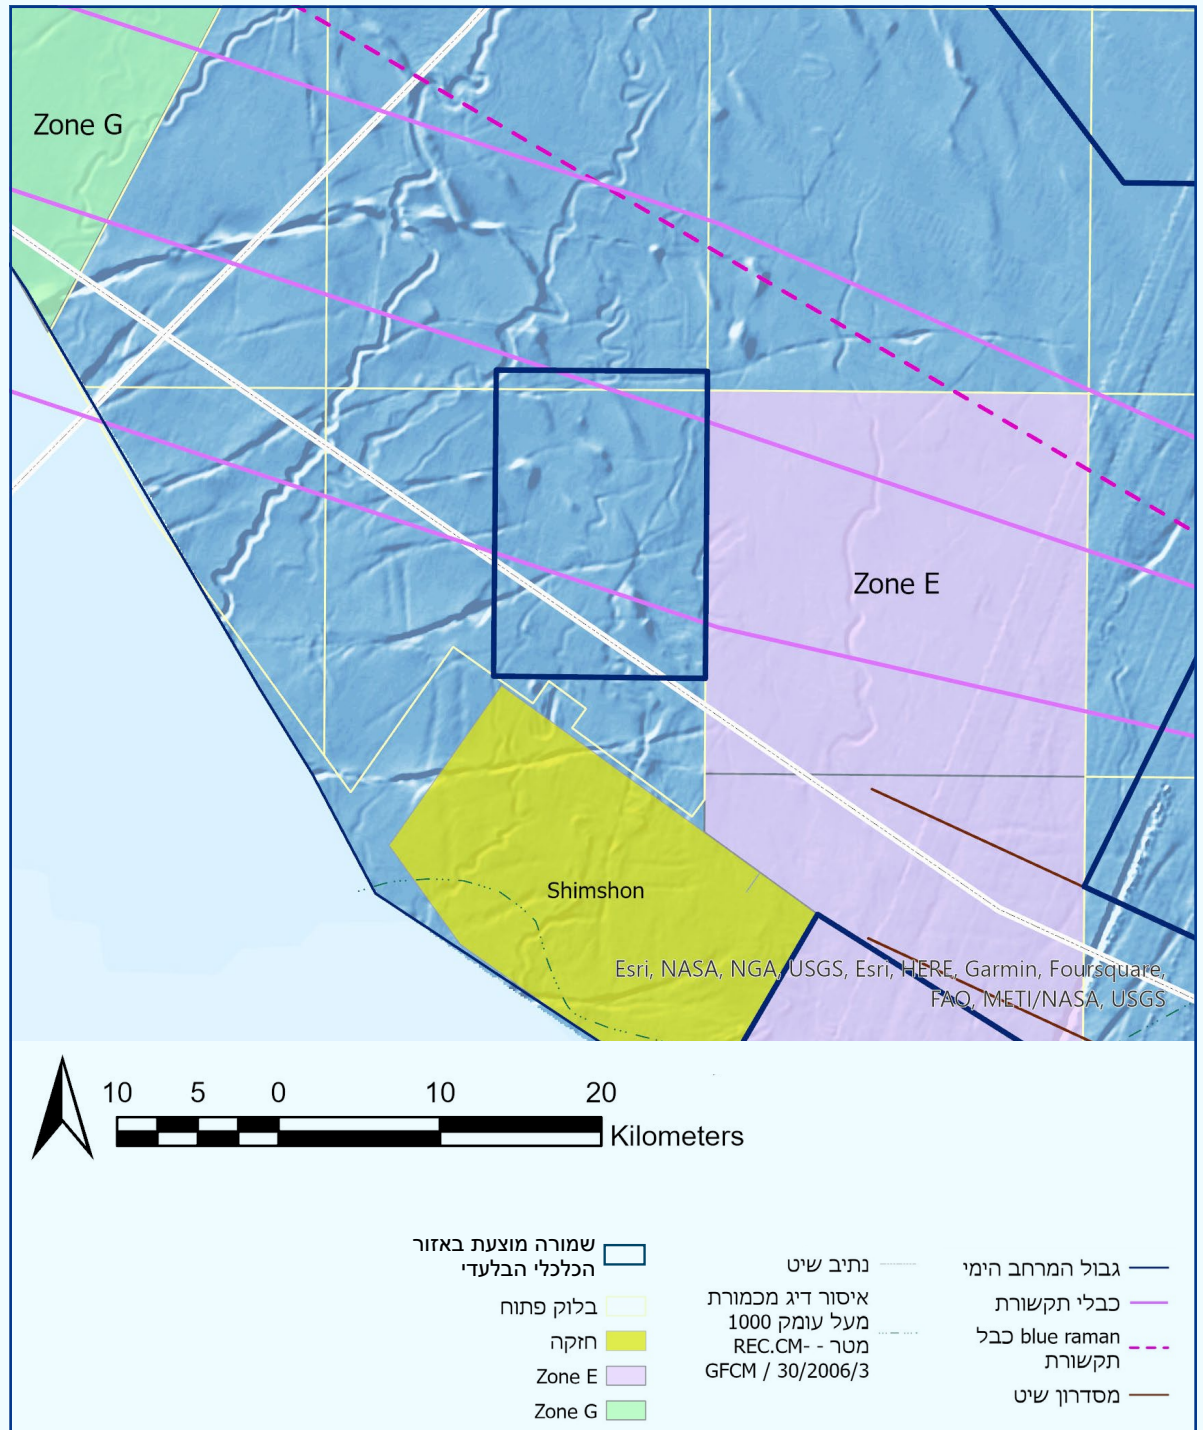 Zone G
Zone E
Shimshon
Esri, NASA, NGA, USGS, Esri, HERE, Garmin, Foursquare,
FAO, METI/NASA, USGS
10 5 0 10 20
Kilometers
גבול המרחב הימי
כבלי תקשורת
blue raman כבל
תקשורת
מסדרון שיט
נתיב שיט
איסור דיג מכמורת
מעל עומק 1000
מטר - -REC.CM
GFCM / 30/2006/3
שמורה מוצעת באזור
הכלכלי הבלעדי
בלוק פתוח
חזקה
Zone E
Zone G